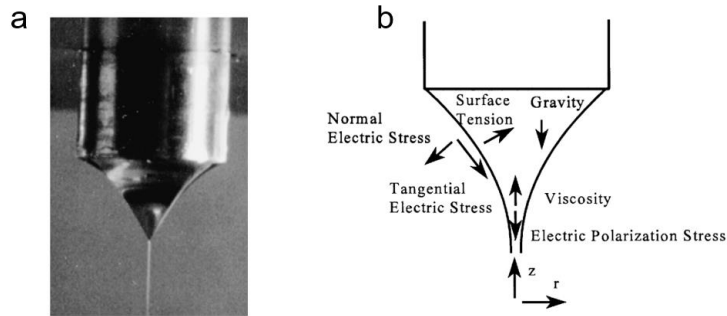 a
b
Surface
Tension
Gravity
Normal
Electric Stress
Tangential
Electric Stress
Viscosity
Electric Polarization Stress
z
r